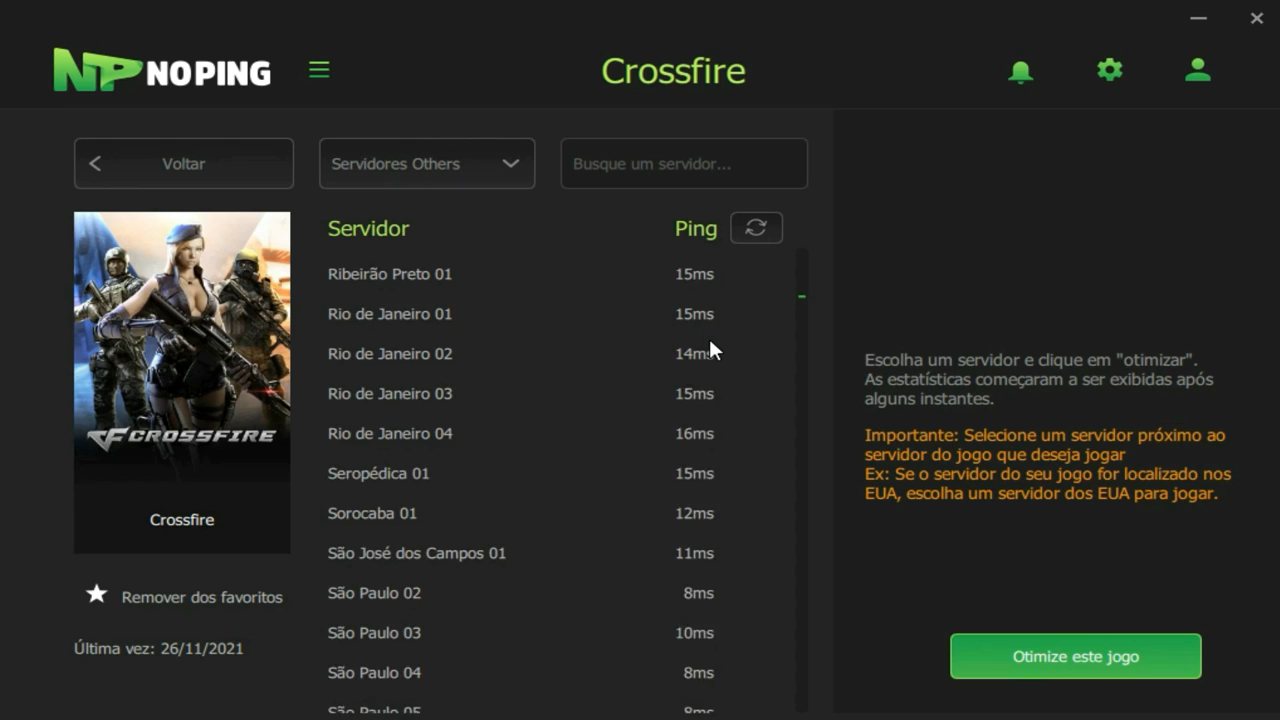 NP NOPING
Crossfire
Voltar
Servidores Others
Busque um servidor...
Servidor Ping
Ribeirão Preto 01 15ms
Rio de Janeiro 01 15ms
Rio de Janeiro 02 14ms
Rio de Janeiro 03 15ms
Rio de Janeiro 04 16ms
Seropédica 01 15ms
Sorocaba 01 12ms
São José dos Campos 01 11ms
São Paulo 02 8ms
São Paulo 03 10ms
São Paulo 04 8ms
São Paulo 05 8ms
CF CROSSFIRE
Crossfire
Remover dos favoritos
Última vez: 26/11/2021
Escolha um servidor e clique em "otimizar".
As estatísticas começaram a ser exibidas após
alguns instantes.
Importante: Selecione um servidor próximo ao
servidor do jogo que deseja jogar
Ex: Se o servidor do seu jogo for localizado nos
EUA, escolha um servidor dos EUA para jogar.
Otimize este jogo